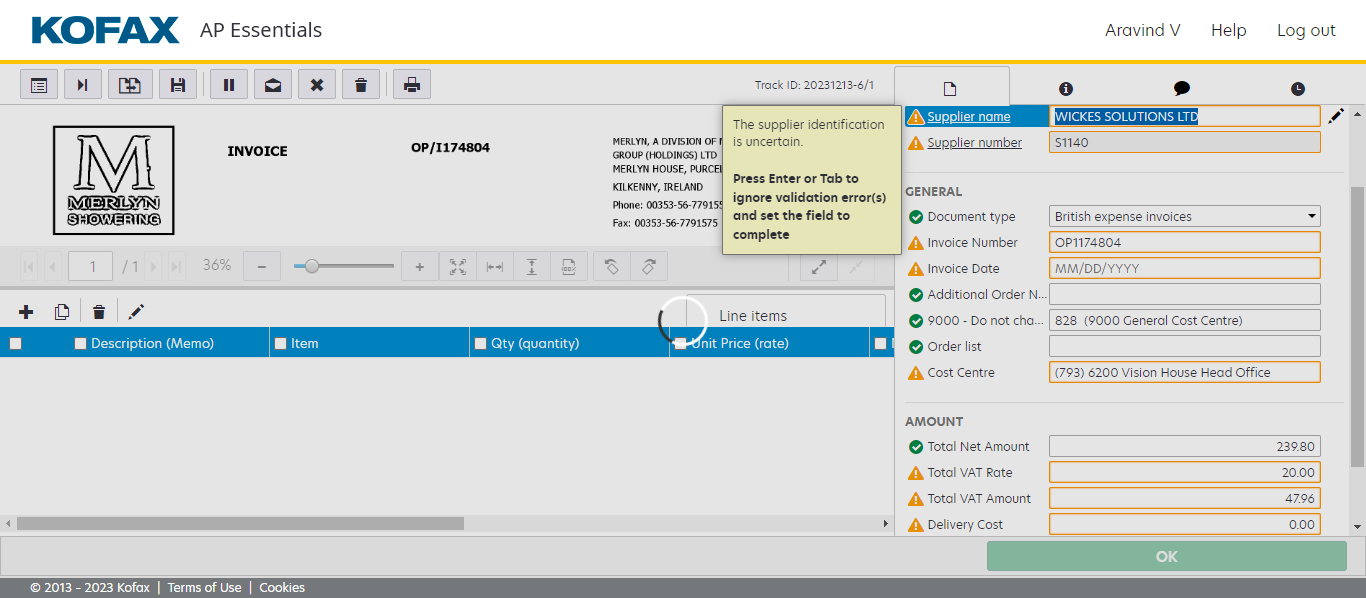 KOFAX AP Essentials
Aravind V Help Log out
Track ID: 20231213-6/1
MERLYN
SHOWERING
INVOICE
OP/I174804
MERLYN, A DIVISION OF
GROUP (HOLDINGS) LTD
MERLYN HOUSE, PURCEL
KILKENNY, IRELAND
Phone: 00353-56-779155
Fax: 00353-56-7791575
The supplier identification
is uncertain.
Press Enter or Tab to
ignore validation error(s)
and set the field to
complete
1 / 1 36%
Line items
Description (Memo) Item Qty (quantity) Unit Price (rate)
Supplier name WICKES SOLUTIONS LTD
Supplier number S1140
GENERAL
Document type British expense invoices
Invoice Number OP1174804
Invoice Date MM/DD/YYYY
Additional Order N...
9000 - Do not cha... 828 (9000 General Cost Centre)
Order list
Cost Centre (793) 6200 Vision House Head Office
AMOUNT
Total Net Amount 239.80
Total VAT Rate 20.00
Total VAT Amount 47.96
Delivery Cost 0.00
OK
© 2013 - 2023 Kofax | Terms of Use | Cookies